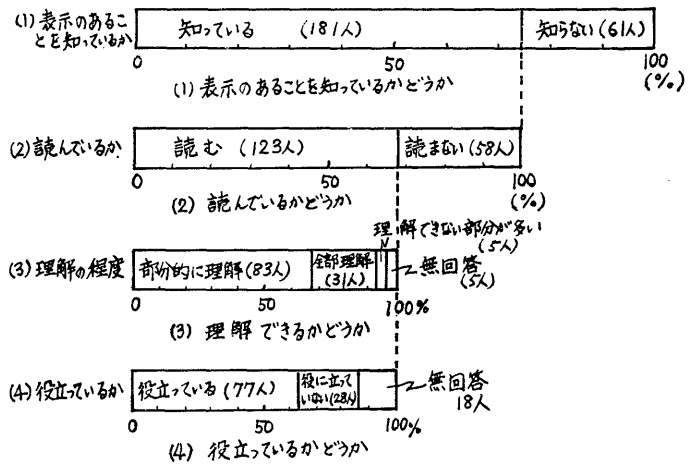 (1)表示のあるこ
とを知っているか
知っている (181人)
知らない(61人)
0 50 100
(%)
(1) 表示のあることを知っているかどうか
(2)読んでいるか
読む (123人)
読まない(58人)
0 50 100
(%)
(2) 読んでいるかどうか
理解できない部分が多い
(5人)
(3)理解の程度
部分的に理解(83人)
全部理解
(31人)
無回答
(5人)
0 50 100%
(3) 理解できるかどうか
(4)役立っているか
役立っている(77人)
役に立って
いない(28人)
無回答
18人
0 50 100%
(4) 役立っているかどうか